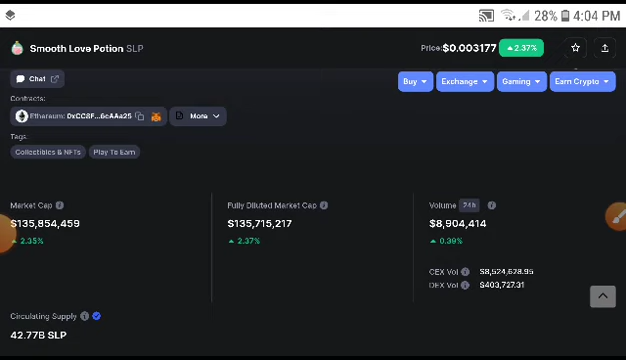 28% 4:04 PM
Smooth Love Potion SLP Price: $0.003177 2.37%
Chat Buy Exchange Gaming Earn Crypto
Contracts:
Ethereum: 0xCC8F...6cAAa25 More
Tags:
Collectibles & NFTs Play To Earn
Market Cap Fully Diluted Market Cap Volume 24h
$135,854,459 $135,715,217 $8,904,414
2.35% 2.37% 0.39%
CEX Vol $8,524,628.95
DEX Vol $403,727.31
Circulating Supply
42.77B SLP